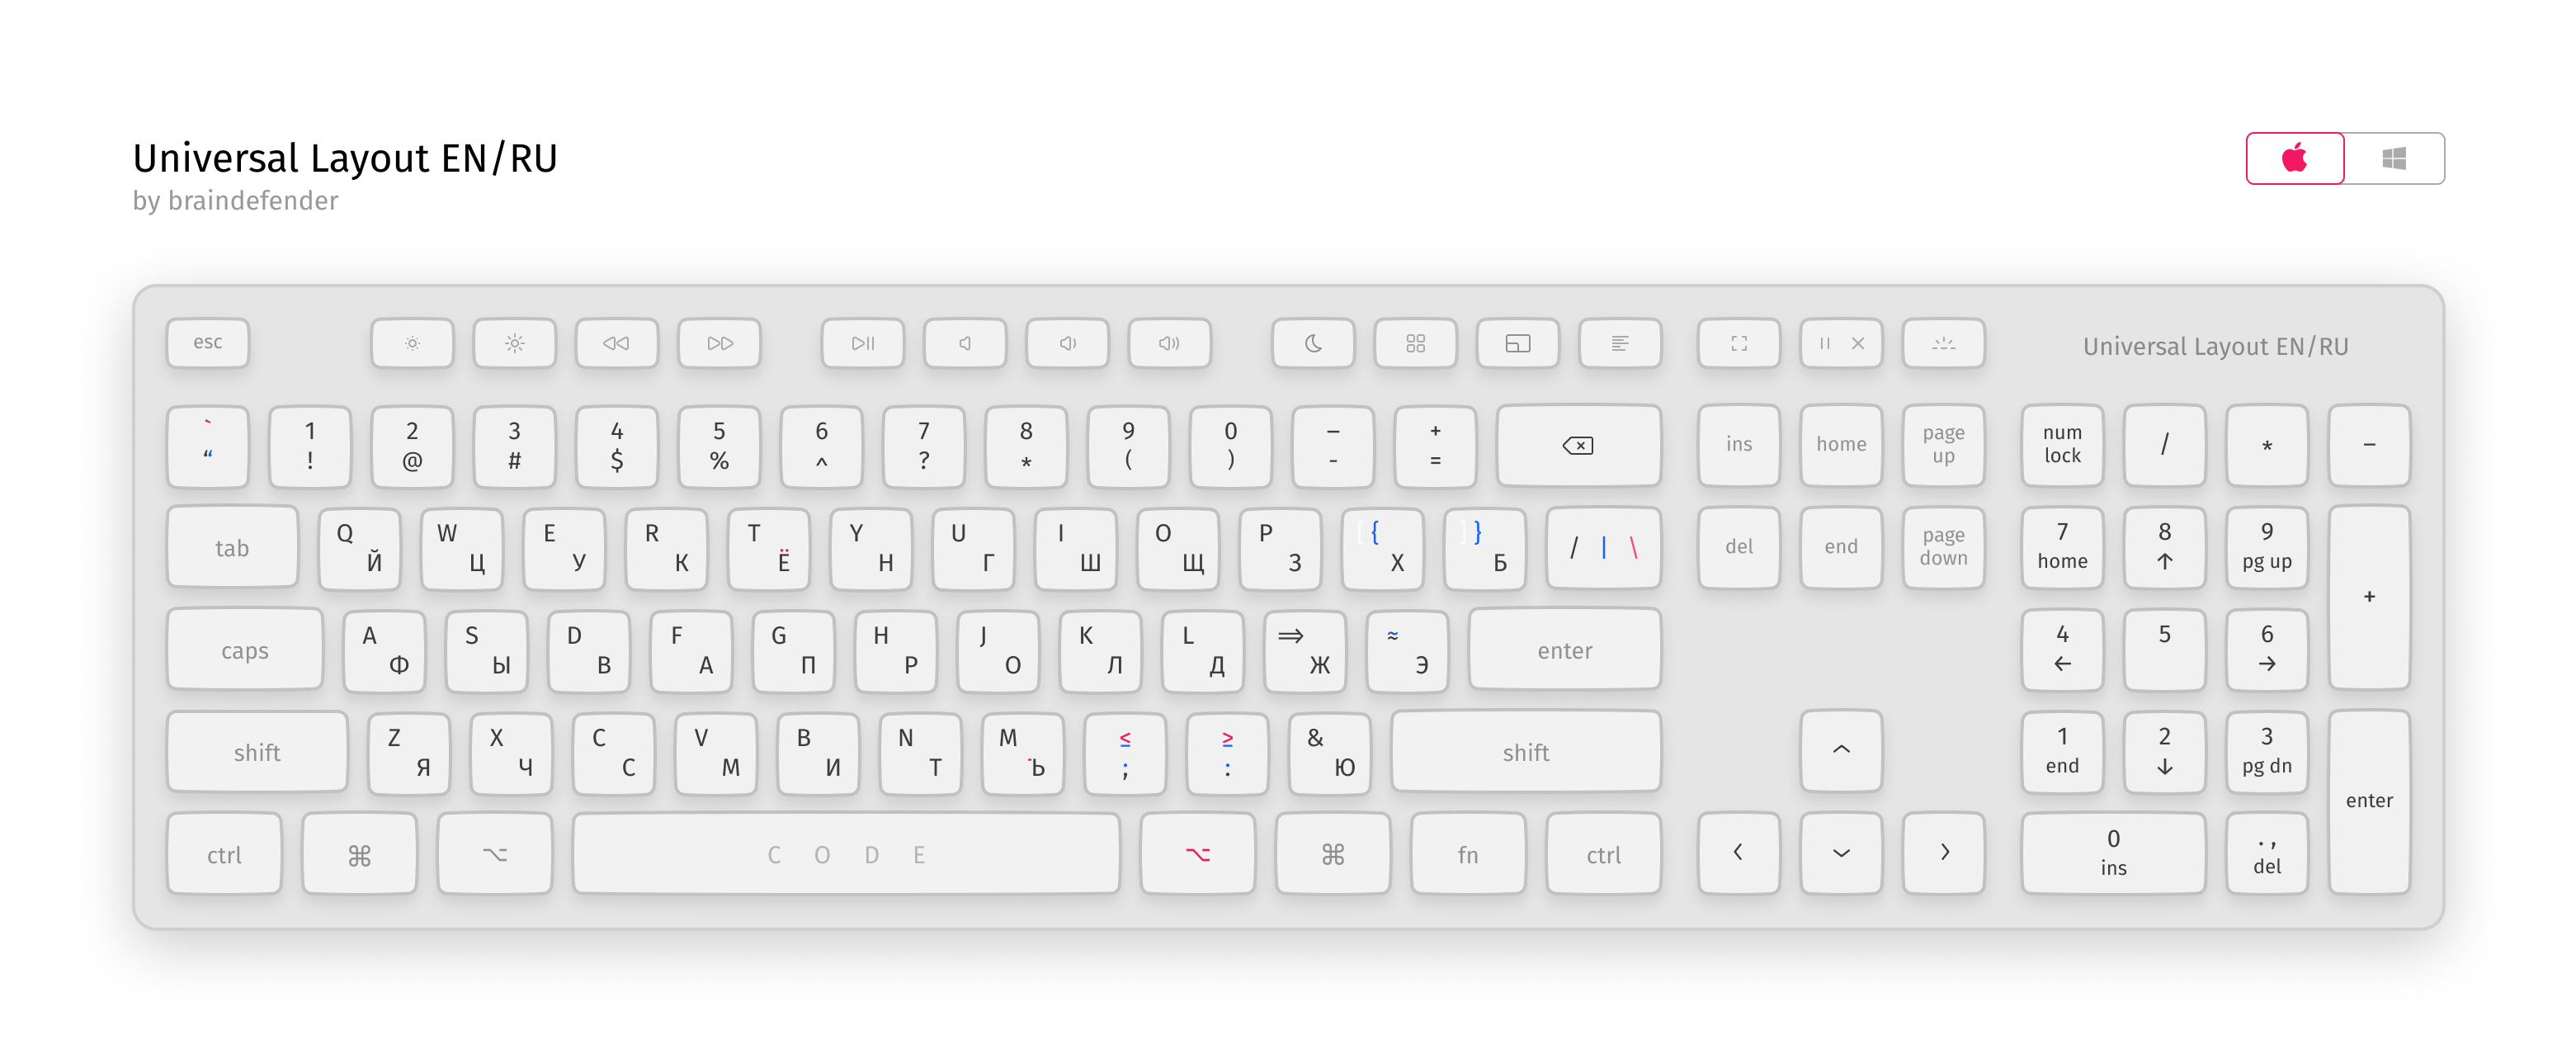 Universal Layout EN/RU
by braindefender
esc
Universal Layout EN/RU
` 1 2 3 4 5 6 7 8 9 0 – +
“ ! @ # $ % ^ ? * ( ) - =
ins home page up
num lock / * −
tab
Q W E R T Y U I O P [ { ] } / | \
Й Ц У К Ё Н Г Ш Щ З Х Б
del end page down
7 8 9 +
home ↑ pg up
caps
A S D F G H J K L ⇒ ≈
Ф Ы В А П Р О Л Д Ж Э
enter
4 5 6
← →
shift
Z X C V B N M ≤ ≥ &
Я Ч С М И Т Ъ ; : Ю
shift
1 2 3
end ↓ pg dn
enter
ctrl ⌘ ⌥ C O D E ⌥ ⌘ fn ctrl
0 . ,
ins del